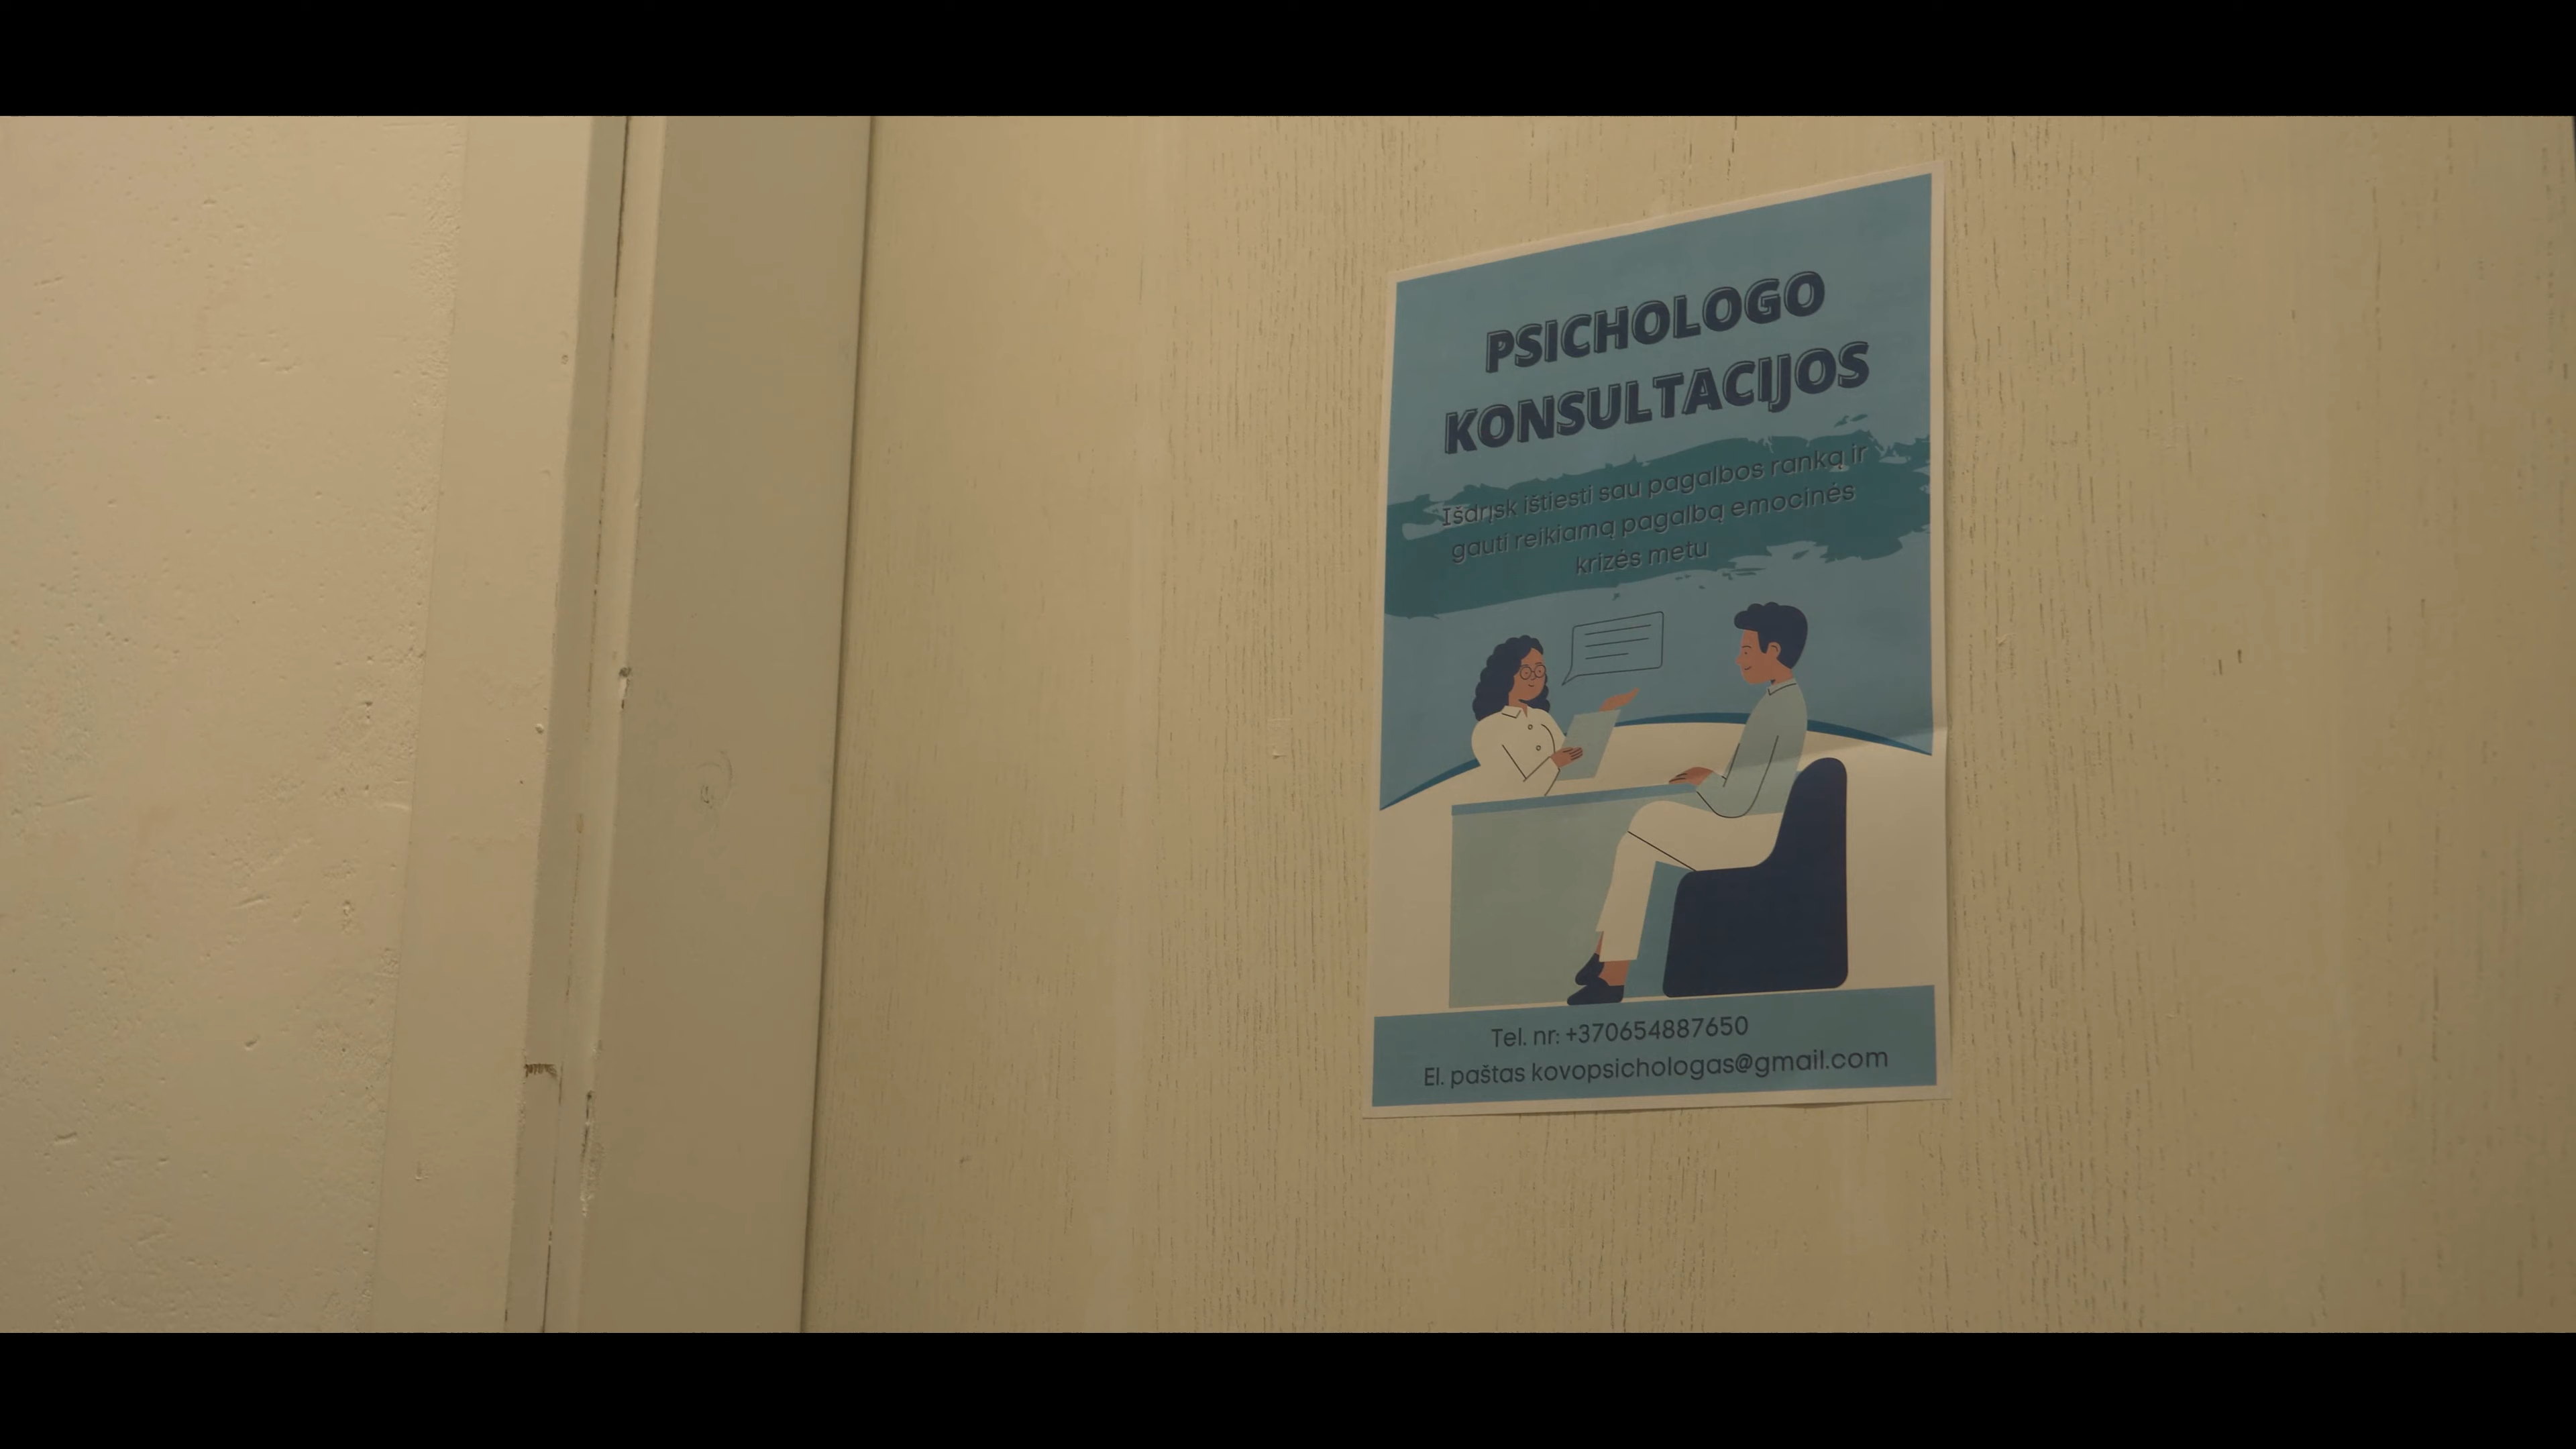 PSICHOLOGO
KONSULTACIJOS
Išdrįsk ištiesti sau pagalbos ranką ir
gauti reikiamą pagalbą emocinės
krizės metu
Tel. nr: +370654887650
El. paštas kovopsichologas@gmail.com